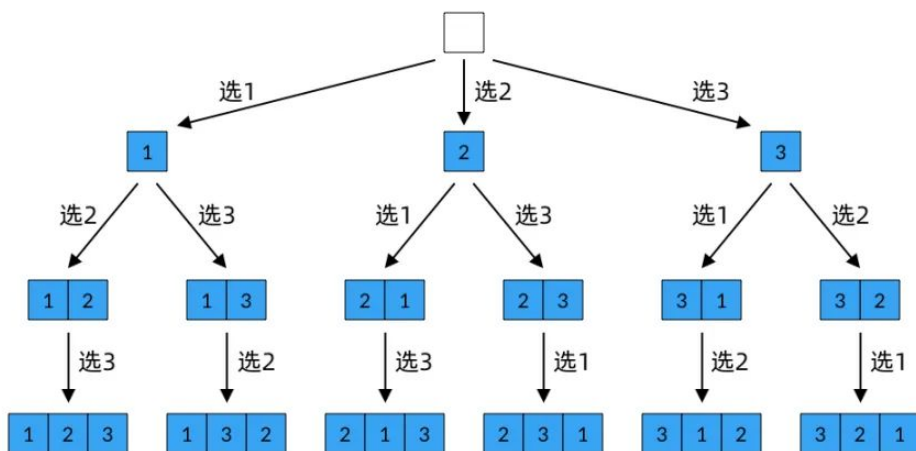 选1 选2 选3
1 2 3
选2 选3 选1 选3 选1 选2
1 2 1 3 2 1 2 3 3 1 3 2
选3 选2 选3 选1 选2 选1
1 2 3 1 3 2 2 1 3 2 3 1 3 1 2 3 2 1